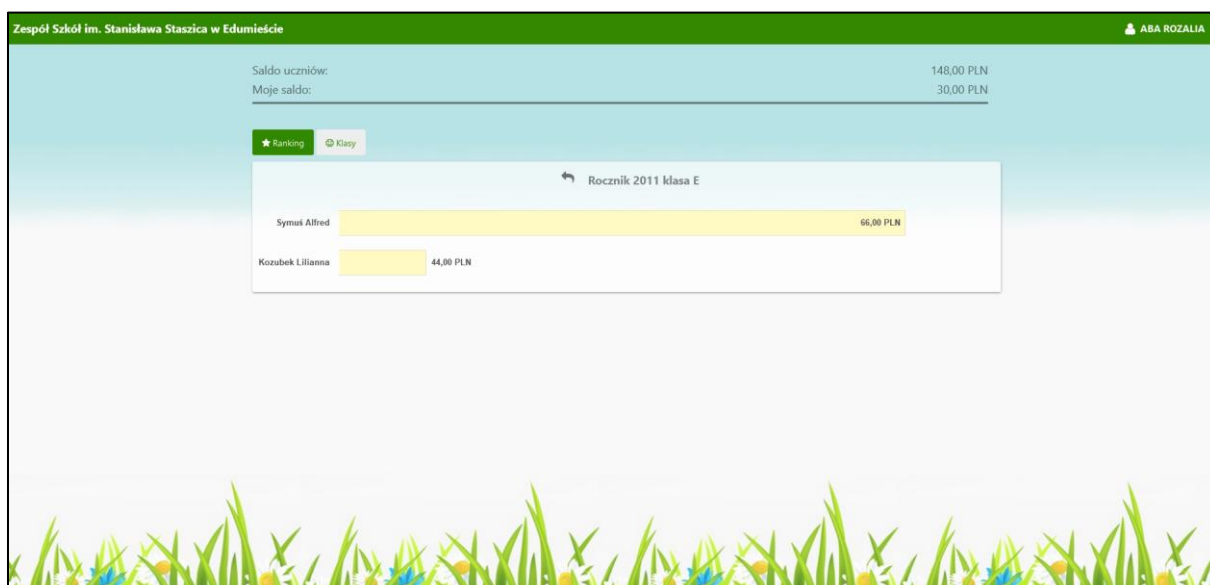 Zespół Szkół im. Stanisława Staszica w Edumieście ABA ROZALIA
Saldo uczniów: 148,00 PLN
Moje saldo: 30,00 PLN
Ranking Klasy
Rocznik 2011 klasa E
Symuś Alfred 66,00 PLN
Kozubek Lilianna 44,00 PLN